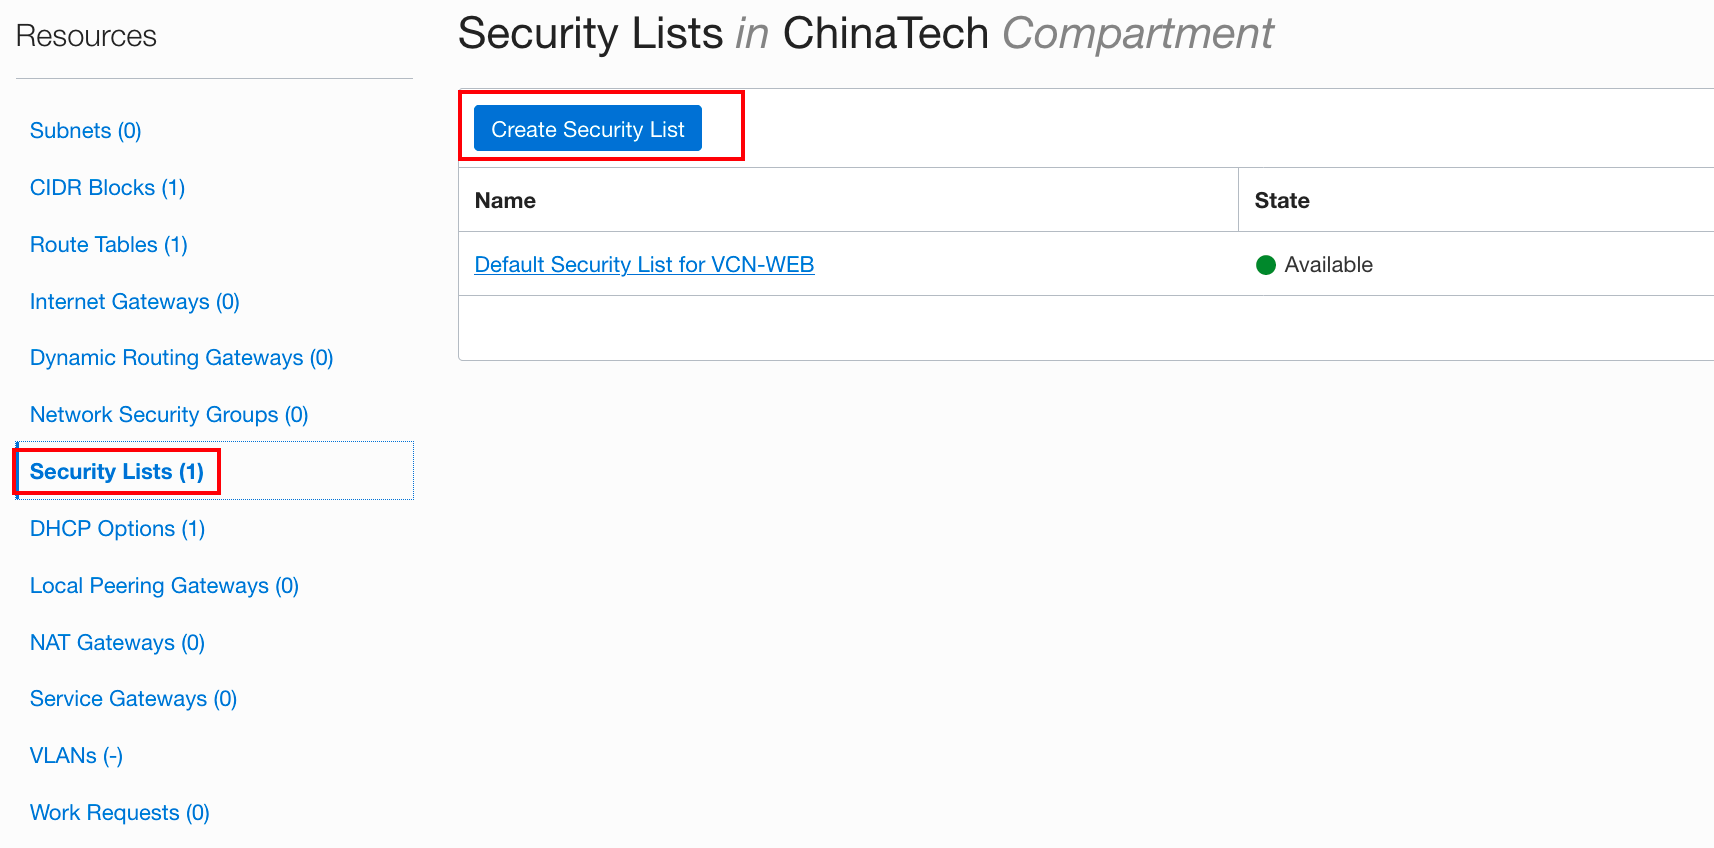 Resources
Subnets (0)
CIDR Blocks (1)
Route Tables (1)
Internet Gateways (0)
Dynamic Routing Gateways (0)
Network Security Groups (0)
Security Lists (1)
DHCP Options (1)
Local Peering Gateways (0)
NAT Gateways (0)
Service Gateways (0)
VLANs (-)
Work Requests (0)
Security Lists in ChinaTech Compartment
Create Security List
Name State
Default Security List for VCN-WEB Available